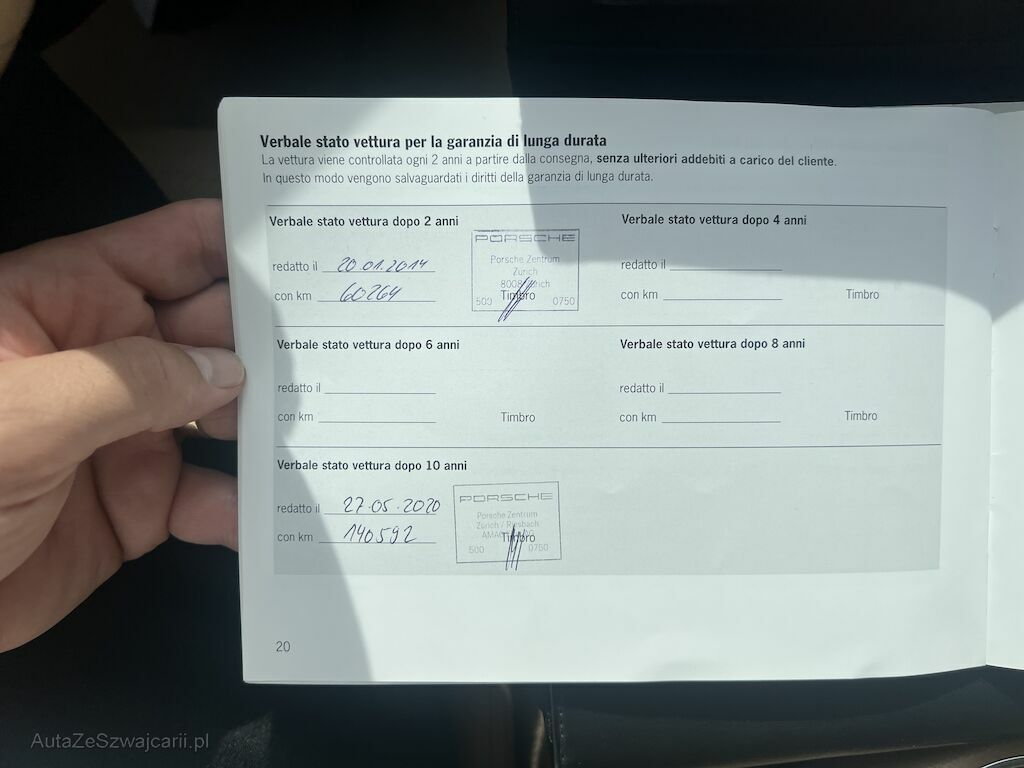 Verbale stato vettura per la garanzia di lunga durata
La vettura viene controllata ogni 2 anni a partire dalla consegna, senza ulteriori addebiti a carico del cliente.
In questo modo vengono salvaguardati i diritti della garanzia di lunga durata.
Verbale stato vettura dopo 2 anni
redatto il 20.01.2014
con km 60264
PORSCHE
Porsche Zentrum
Zürich
Timbro
500 0750
Verbale stato vettura dopo 4 anni
redatto il
con km Timbro
Verbale stato vettura dopo 6 anni
redatto il
con km Timbro
Verbale stato vettura dopo 8 anni
redatto il
con km Timbro
Verbale stato vettura dopo 10 anni
redatto il 27.05.2020
con km 140592
PORSCHE
Porsche Zentrum
Zürich /
Timbro
500 0750
20
AutaZeSzwajcarii.pl